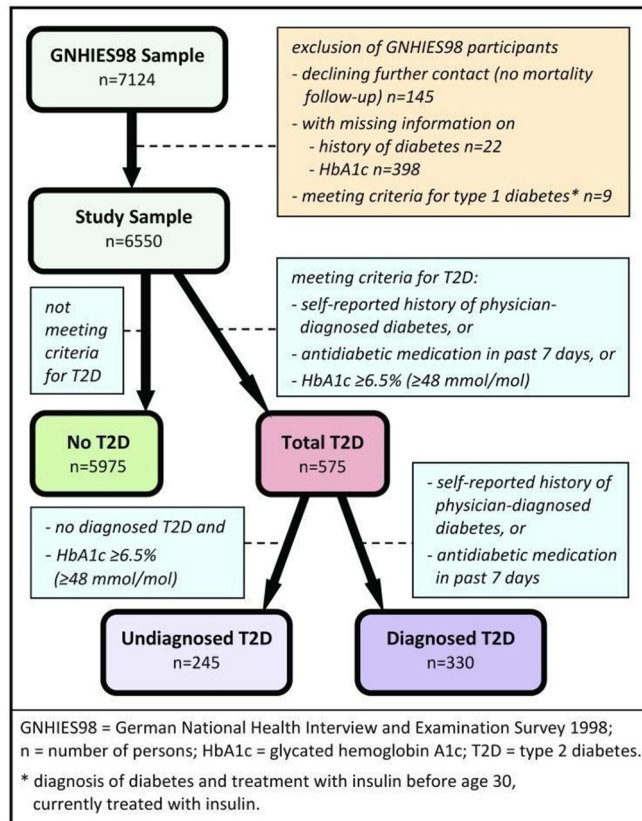 GNHIES98 Sample
n=7124
exclusion of GNHIES98 participants
- declining further contact (no mortality
follow-up) n=145
- with missing information on
- history of diabetes n=22
- HbA1c n=398
- meeting criteria for type 1 diabetes* n=9
Study Sample
n=6550
not
meeting
criteria
for T2D
meeting criteria for T2D:
- self-reported history of physician-
diagnosed diabetes, or
- antidiabetic medication in past 7 days, or
- HbA1c ≥6.5% (≥48 mmol/mol)
No T2D
n=5975
Total T2D
n=575
- no diagnosed T2D and
- HbA1c ≥6.5%
(≥48 mmol/mol)
- self-reported history of
physician-diagnosed
diabetes, or
- antidiabetic medication
in past 7 days
Undiagnosed T2D
n=245
Diagnosed T2D
n=330
GNHIES98 = German National Health Interview and Examination Survey 1998;
n = number of persons; HbA1c = glycated hemoglobin A1c; T2D = type 2 diabetes.
* diagnosis of diabetes and treatment with insulin before age 30,
currently treated with insulin.